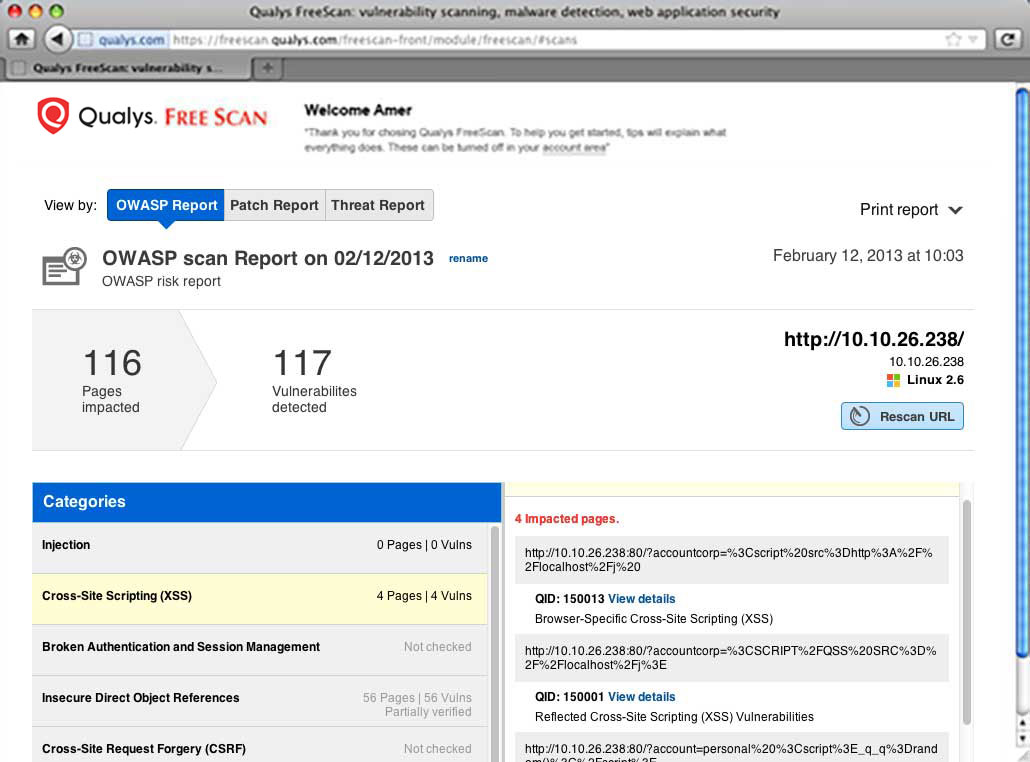 Qualys FreeScan: vulnerability scanning, malware detection, web application security
qualys.com https://freescan.qualys.com/freescan-front/module/freescan/#scans
Qualys FreeScan: vulnerability s...
Qualys. FREE SCAN
Welcome Amer
"Thank you for chosing Qualys FreeScan. To help you get started, tips will explain what
everything does. These can be turned off in your account area"
View by: OWASP Report Patch Report Threat Report
Print report
OWASP scan Report on 02/12/2013 rename
February 12, 2013 at 10:03
OWASP risk report
116
Pages
impacted
117
Vulnerabilites
detected
http://10.10.26.238/
10.10.26.238
Linux 2.6
Rescan URL
Categories
Injection 0 Pages | 0 Vulns
Cross-Site Scripting (XSS) 4 Pages | 4 Vulns
Broken Authentication and Session Management Not checked
Insecure Direct Object References 56 Pages | 56 Vulns
Partially verified
Cross-Site Request Forgery (CSRF) Not checked
4 Impacted pages.
http://10.10.26.238:80/?accountcorp=%3Cscript%20src%3Dhttp%3A%2F%
2Flocalhost%2Fj%20
QID: 150013 View details
Browser-Specific Cross-Site Scripting (XSS)
http://10.10.26.238:80/?accountcorp=%3CSCRIPT%2FQSS%20SRC%3D%
2F%2Flocalhost%2Fj%3E
QID: 150001 View details
Reflected Cross-Site Scripting (XSS) Vulnerabilities
http://10.10.26.238:80/?account=personal%20%3Cscript%3E_q_q%3Drand
om()%3C%2Fscript%3E